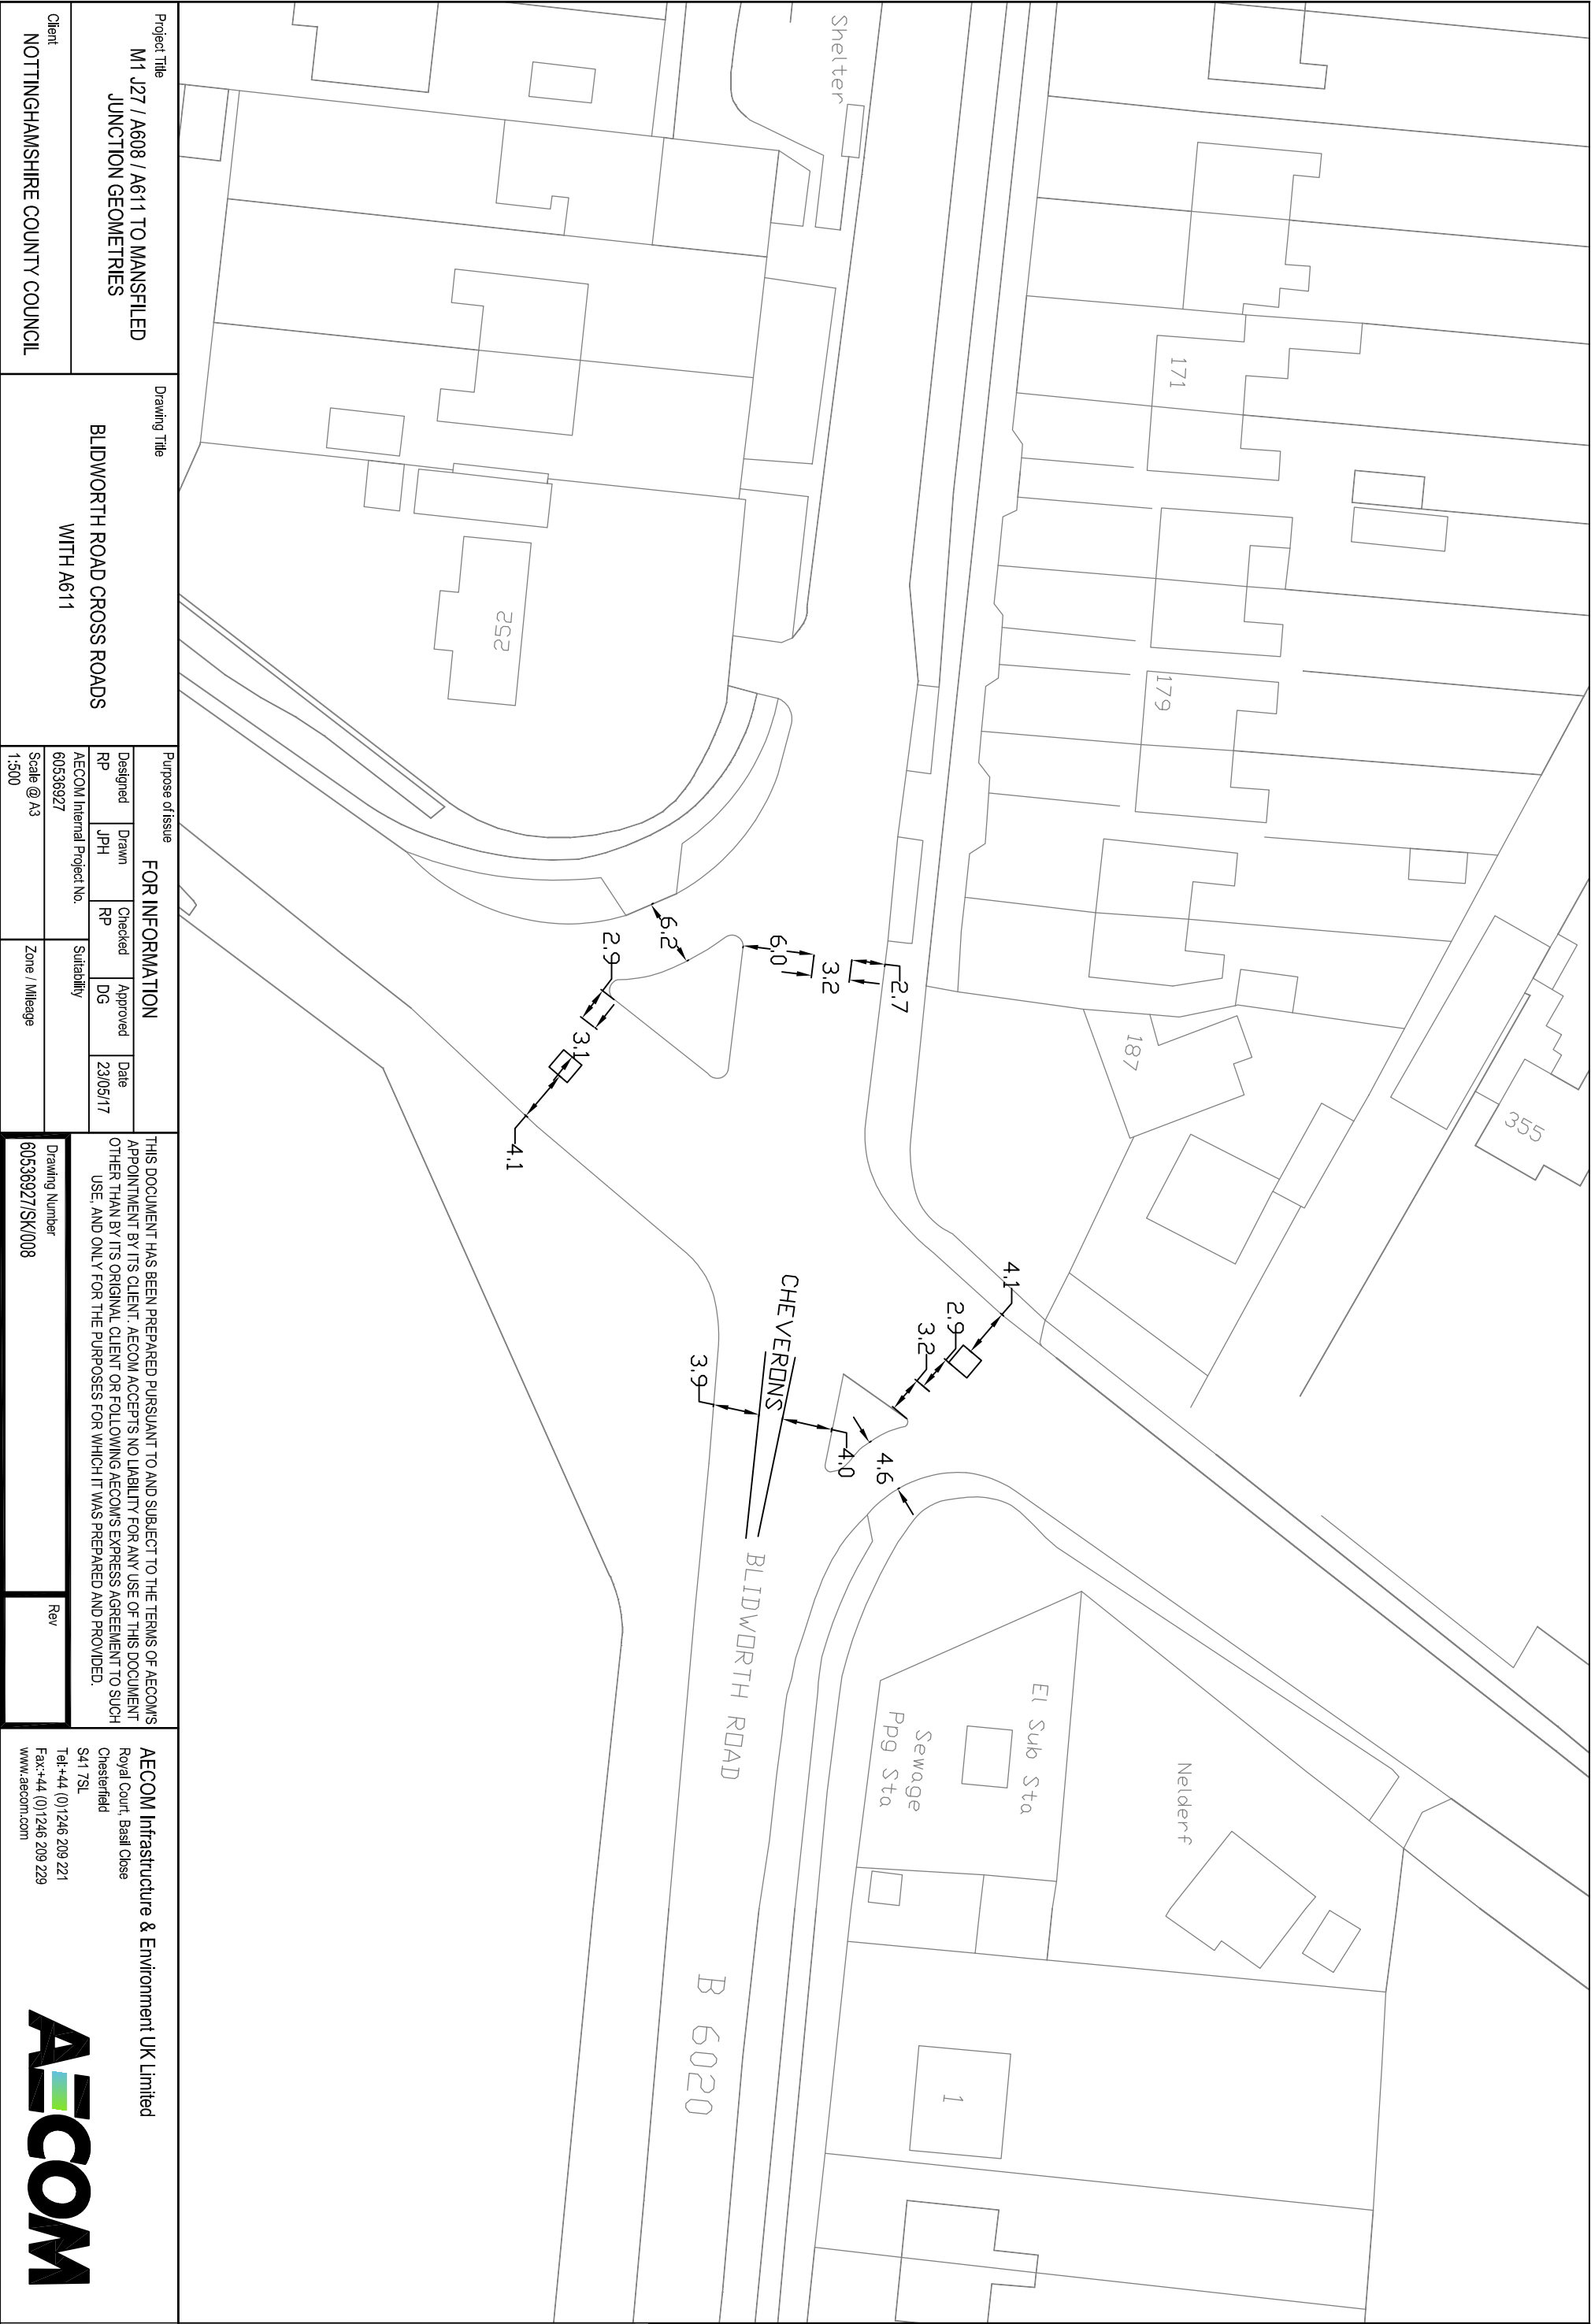 Shelter
171
179
187
355
252
6.2
6.0
3.2
2.7
2.9
3.1
4.1
4.1
2.9
3.2
CHEVERONS
3.9
4.0
4.6
BLIDWORTH ROAD
B 6020
El Sub Sta
Sewage
Ppg Sta
Nelderf
1
Project Title
M1 J27 / A608 / A611 TO MANSFILED
JUNCTION GEOMETRIES
Client
NOTTINGHAMSHIRE COUNTY COUNCIL
Drawing Title
BLIDWORTH ROAD CROSS ROADS
WITH A611
Purpose of issue
FOR INFORMATION
Designed
RP
Drawn
JPH
Checked
RP
Approved
DG
Date
23/05/17
AECOM Internal Project No.
60536927
Suitability
Scale @ A3
1:500
Zone / Mileage
THIS DOCUMENT HAS BEEN PREPARED PURSUANT TO AND SUBJECT TO THE TERMS OF AECOM'S
APPOINTMENT BY ITS CLIENT. AECOM ACCEPTS NO LIABILITY FOR ANY USE OF THIS DOCUMENT
OTHER THAN BY ITS ORIGINAL CLIENT OR FOLLOWING AECOM'S EXPRESS AGREEMENT TO SUCH
USE, AND ONLY FOR THE PURPOSES FOR WHICH IT WAS PREPARED AND PROVIDED.
Drawing Number
60536927/SK/008
Rev
AECOM Infrastructure & Environment UK Limited
Royal Court, Basil Close
Chesterfield
S41 7SL
Tel:+44 (0)1246 209 221
Fax:+44 (0)1246 209 229
www.aecom.com
AECOM